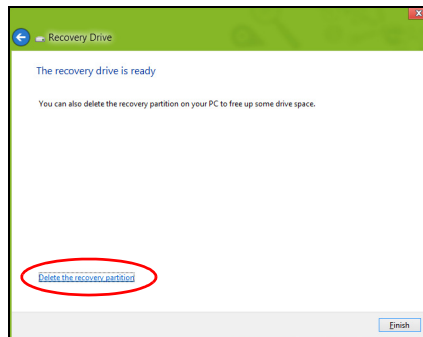 Recovery Drive
The recovery drive is ready
You can also delete the recovery partition on your PC to free up some drive space.
Delete the recovery partition
Finish